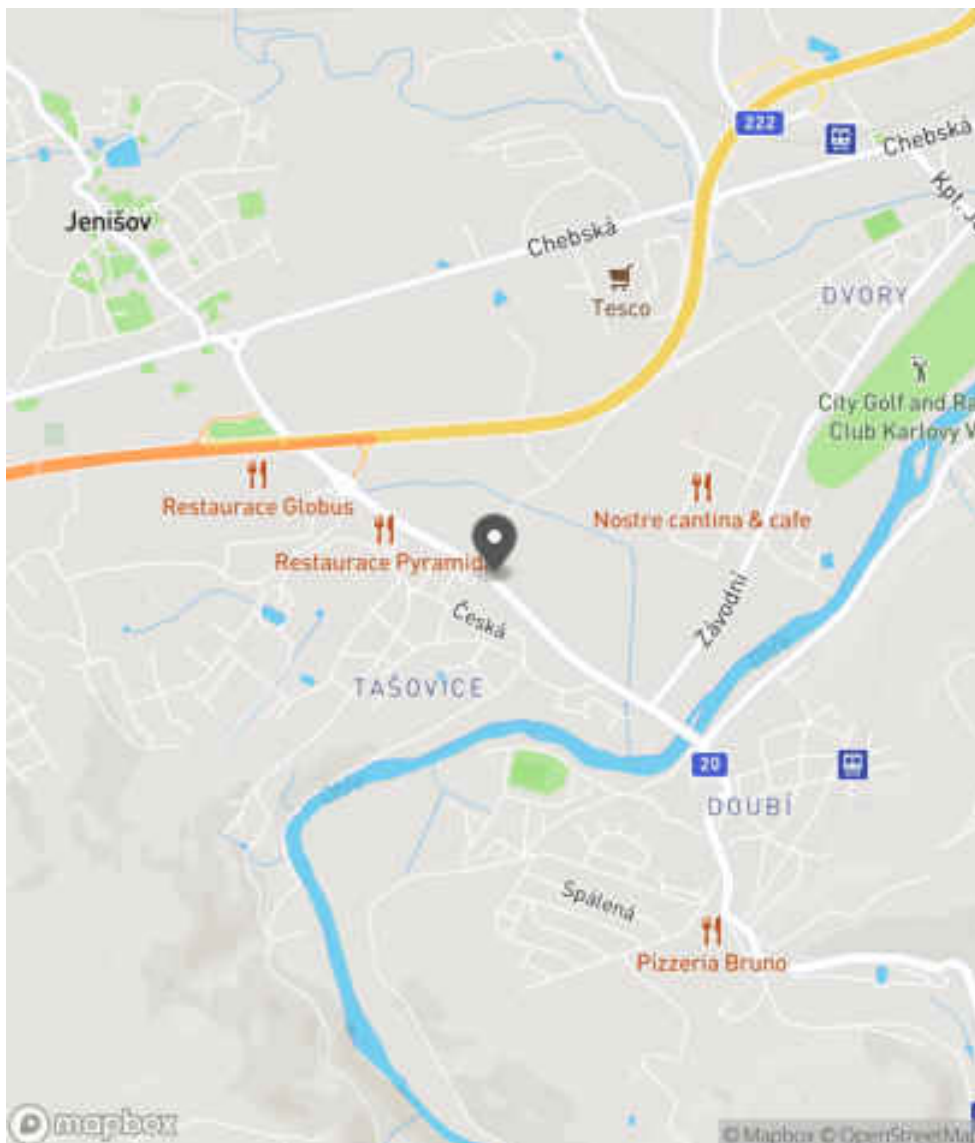 222
Chebská
Kpt. J
Jenišov
Chebská
Tesco
DVORY
City Golf and Ra
Club Karlovy V
Restaurace Globus
Nostre cantina & cafe
Restaurace Pyramid
Česká
Závodní
TAŠOVICE
20
DOUBÍ
Spálená
Pizzeria Bruno
mapbox
© Mapbox © OpenStreetMa